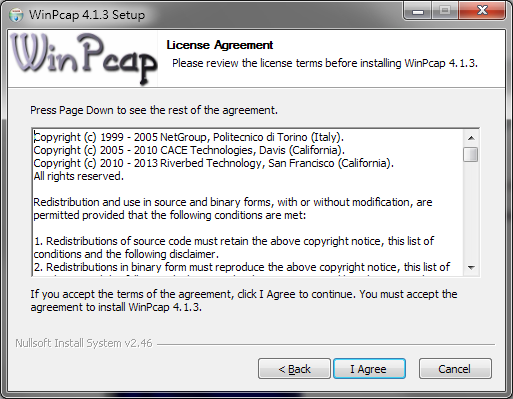 WinPcap 4.1.3 Setup
WinPcap
License Agreement
Please review the license terms before installing WinPcap 4.1.3.
Press Page Down to see the rest of the agreement.
Copyright (c) 1999 - 2005 NetGroup, Politecnico di Torino (Italy).
Copyright (c) 2005 - 2010 CACE Technologies, Davis (California).
Copyright (c) 2010 - 2013 Riverbed Technology, San Francisco (California).
All rights reserved.
Redistribution and use in source and binary forms, with or without modification, are
permitted provided that the following conditions are met:
1. Redistributions of source code must retain the above copyright notice, this list of
conditions and the following disclaimer.
2. Redistributions in binary form must reproduce the above copyright notice, this list of
If you accept the terms of the agreement, click I Agree to continue. You must accept the
agreement to install WinPcap 4.1.3.
Nullsoft Install System v2.46
< Back
I Agree
Cancel